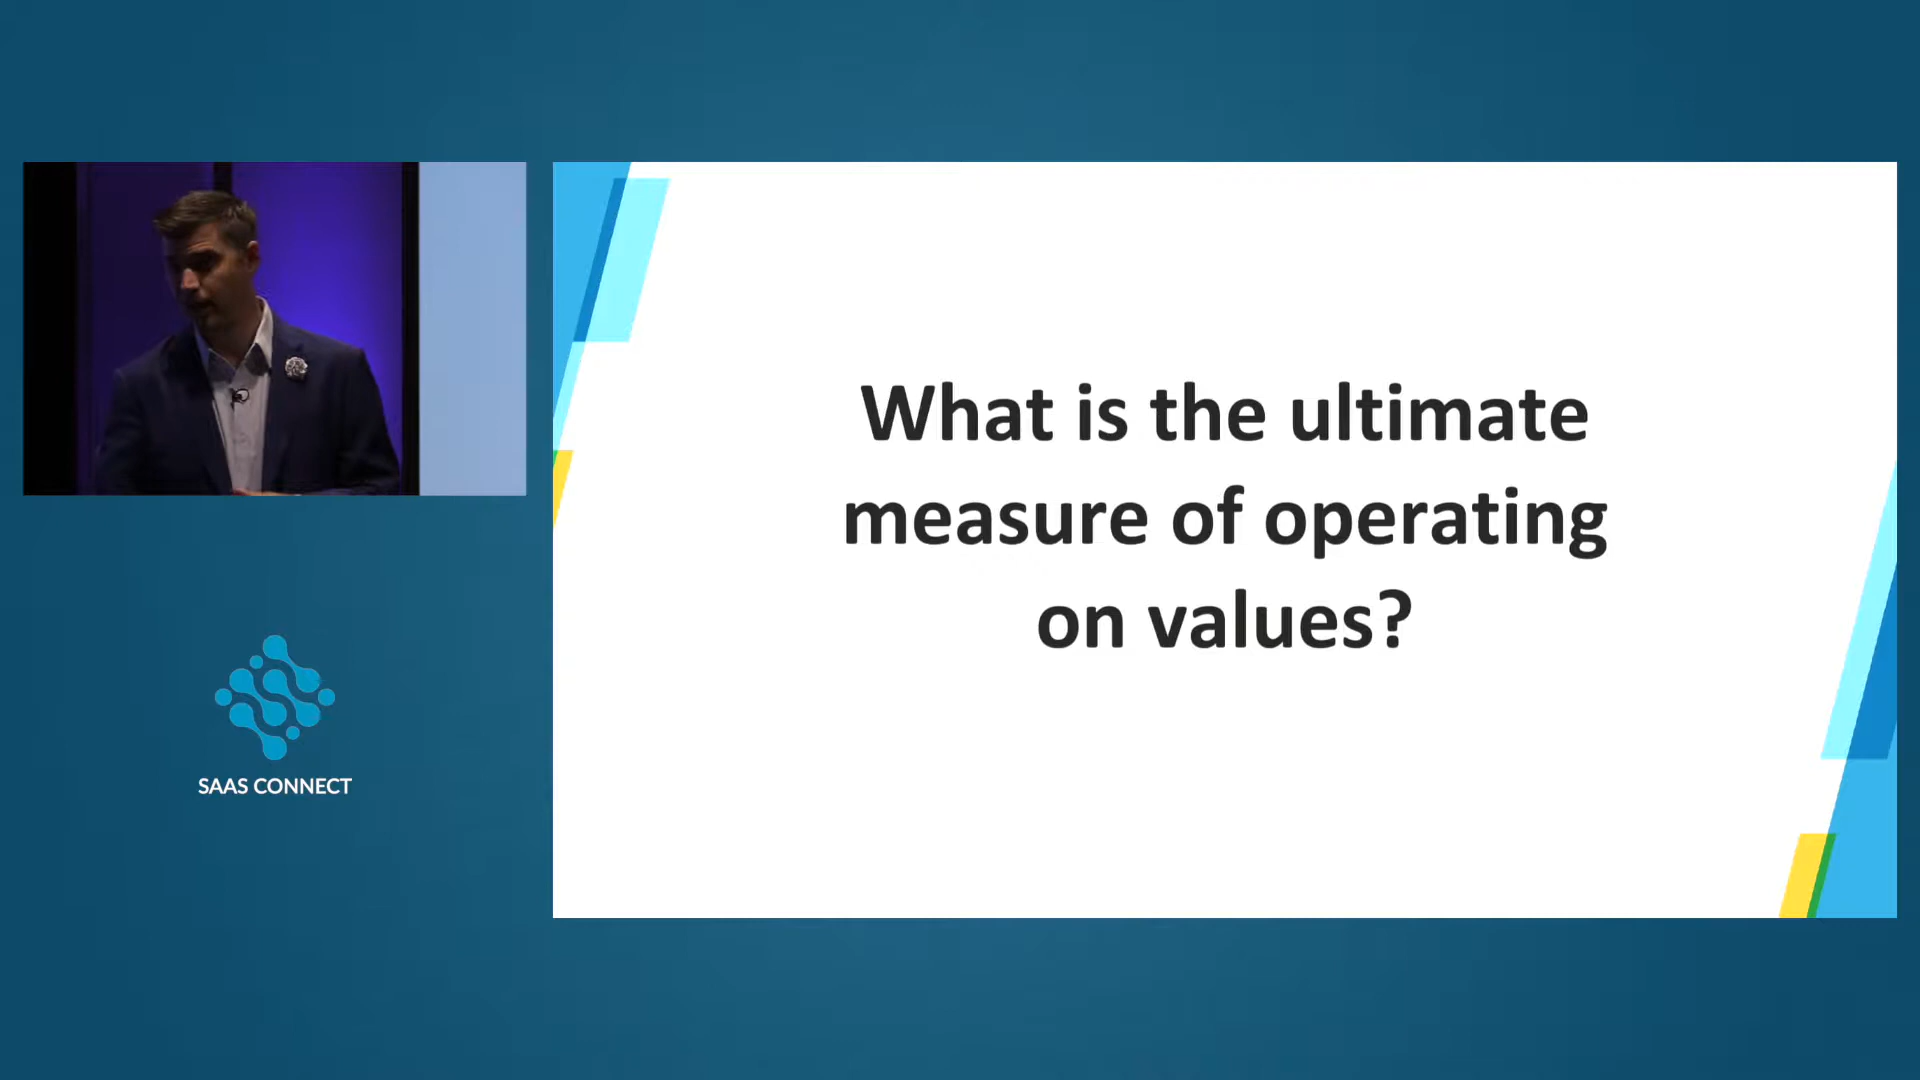 What is the ultimate
measure of operating
on values?
SAAS CONNECT